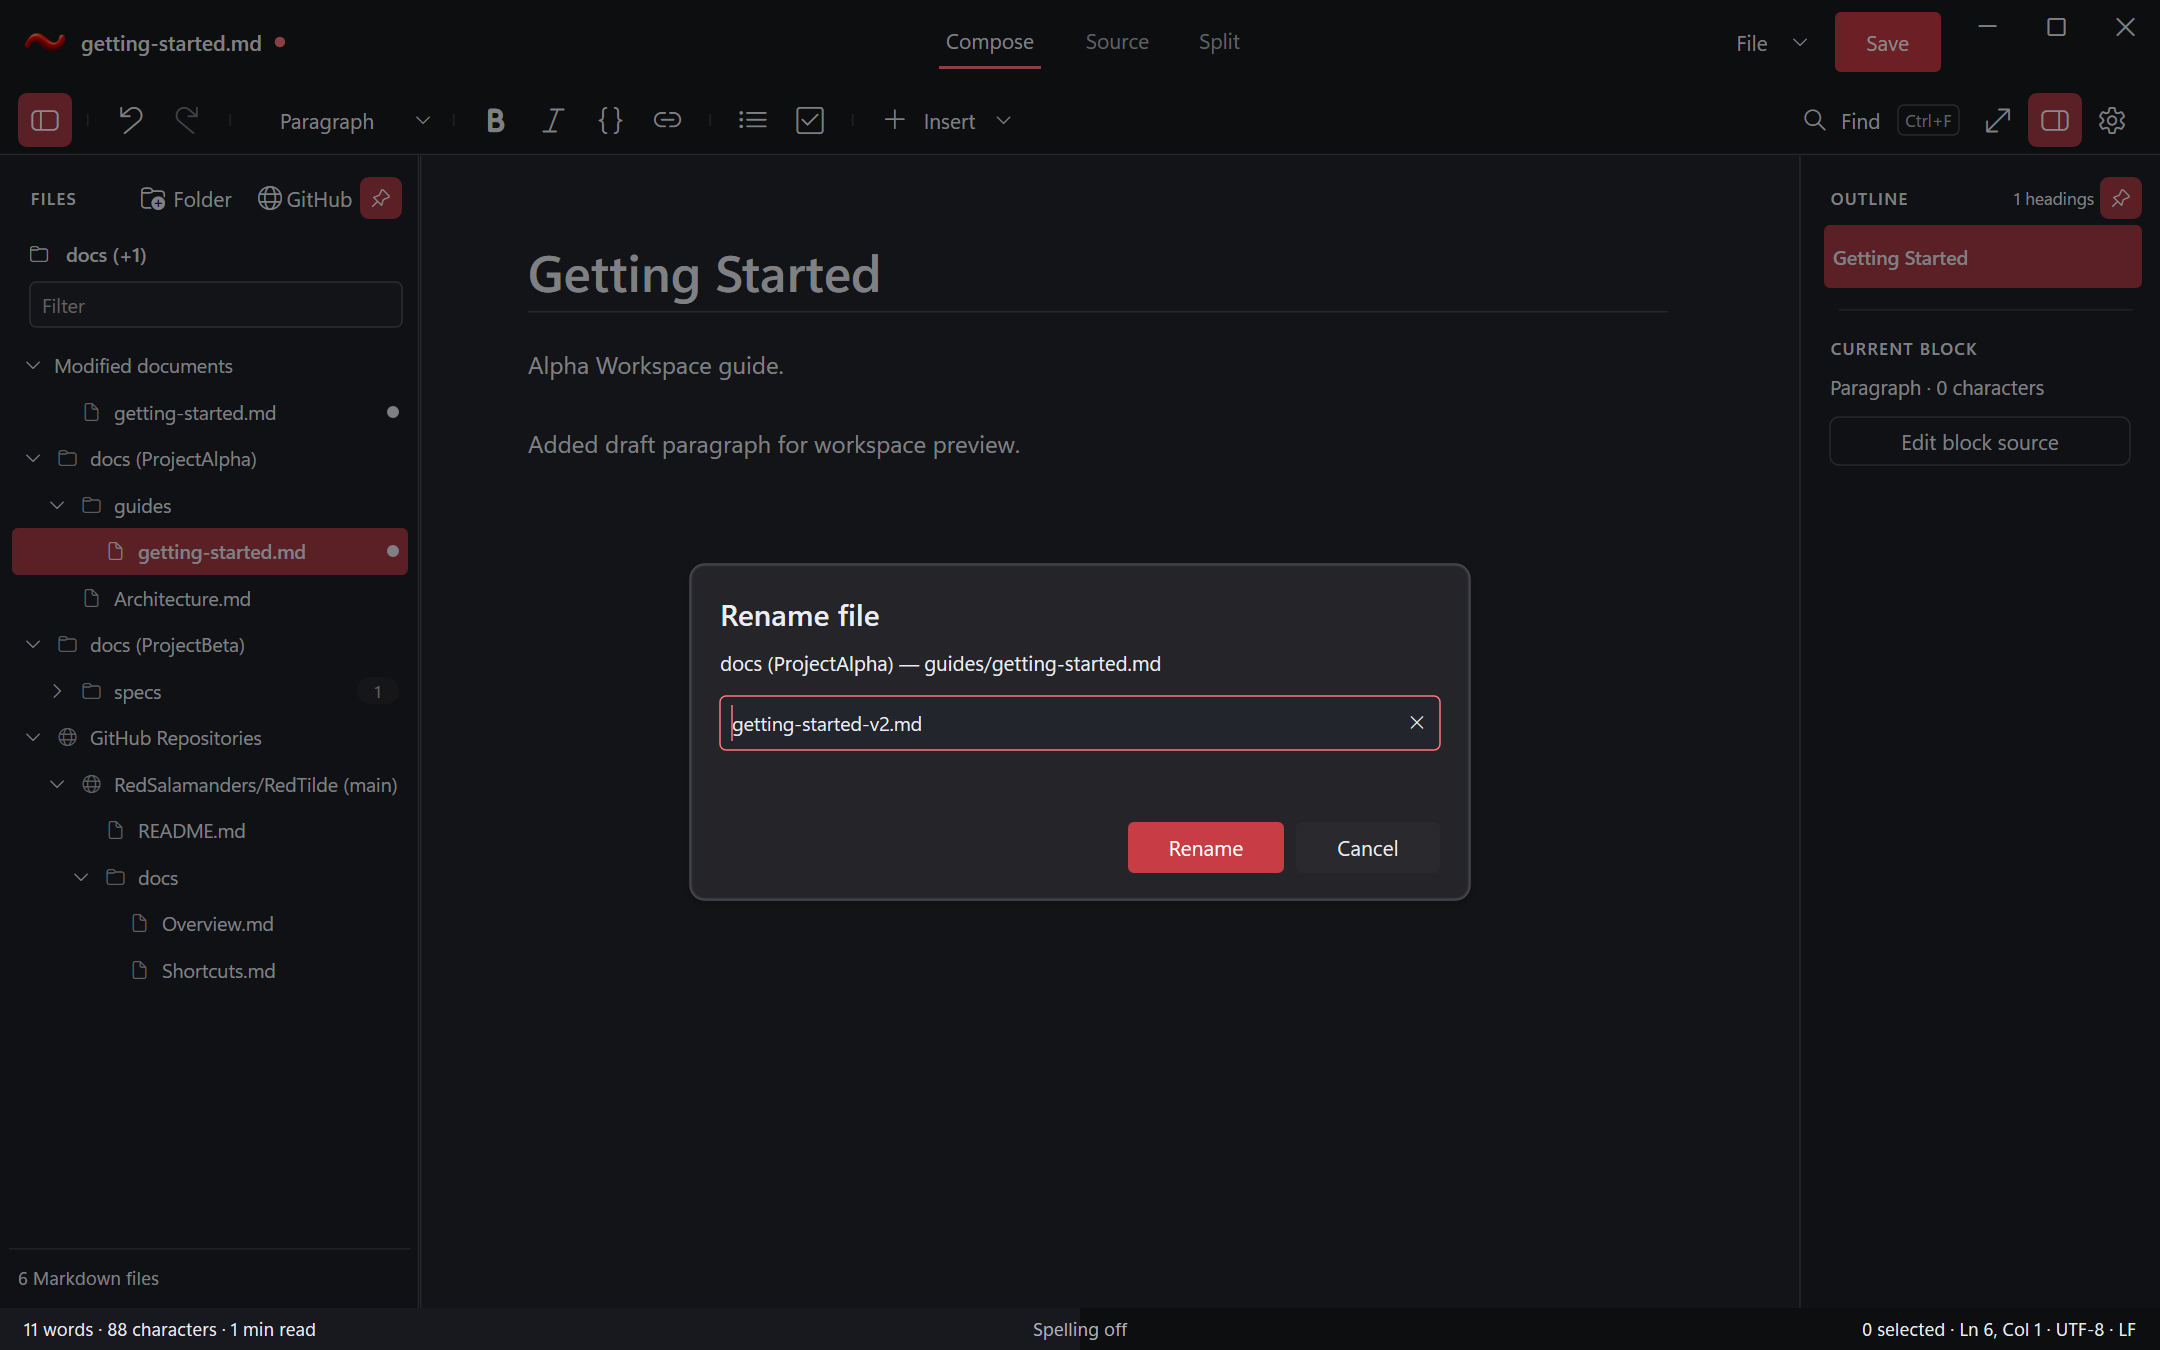 getting-started.md
Compose
Source
Split
File
Save
Paragraph
B
I
{}
Insert
Find
Ctrl+F
FILES
Folder
GitHub
docs (+1)
Filter
Modified documents
getting-started.md
docs (ProjectAlpha)
guides
getting-started.md
Architecture.md
docs (ProjectBeta)
specs
1
GitHub Repositories
RedSalamanders/RedTilde (main)
README.md
docs
Overview.md
Shortcuts.md
6 Markdown files
Getting Started
Alpha Workspace guide.
Added draft paragraph for workspace preview.
Rename file
docs (ProjectAlpha) — guides/getting-started.md
getting-started-v2.md
Rename
Cancel
OUTLINE
1 headings
Getting Started
CURRENT BLOCK
Paragraph · 0 characters
Edit block source
11 words · 88 characters · 1 min read
Spelling off
0 selected · Ln 6, Col 1 · UTF-8 · LF